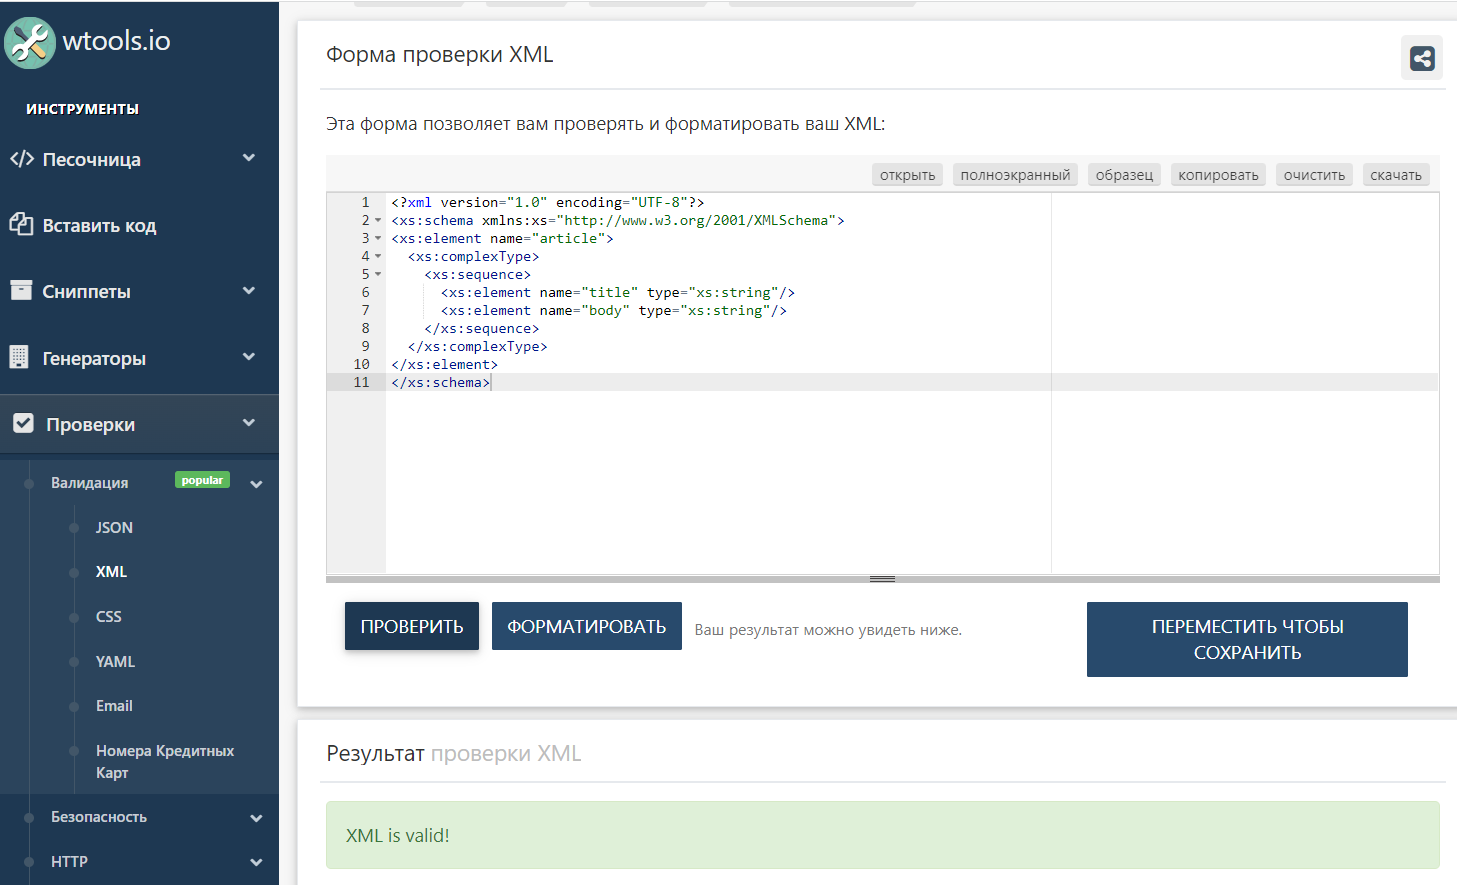 wtools.io
ИНСТРУМЕНТЫ
Песочница
Вставить код
Сниппеты
Генераторы
Проверки
Валидация popular
JSON
XML
CSS
YAML
Email
Номера Кредитных
Карт
Безопасность
HTTP
Форма проверки XML
Эта форма позволяет вам проверять и форматировать ваш XML:
открыть полноэкранный образец копировать очистить скачать
1 <?xml version="1.0" encoding="UTF-8"?>
2 <xs:schema xmlns:xs="http://www.w3.org/2001/XMLSchema">
3 <xs:element name="article">
4 <xs:complexType>
5 <xs:sequence>
6 <xs:element name="title" type="xs:string"/>
7 <xs:element name="body" type="xs:string"/>
8 </xs:sequence>
9 </xs:complexType>
10 </xs:element>
11 </xs:schema>
ПРОВЕРИТЬ ФОРМАТИРОВАТЬ Ваш результат можно увидеть ниже.
ПЕРЕМЕСТИТЬ ЧТОБЫ
СОХРАНИТЬ
Результат проверки XML
XML is valid!